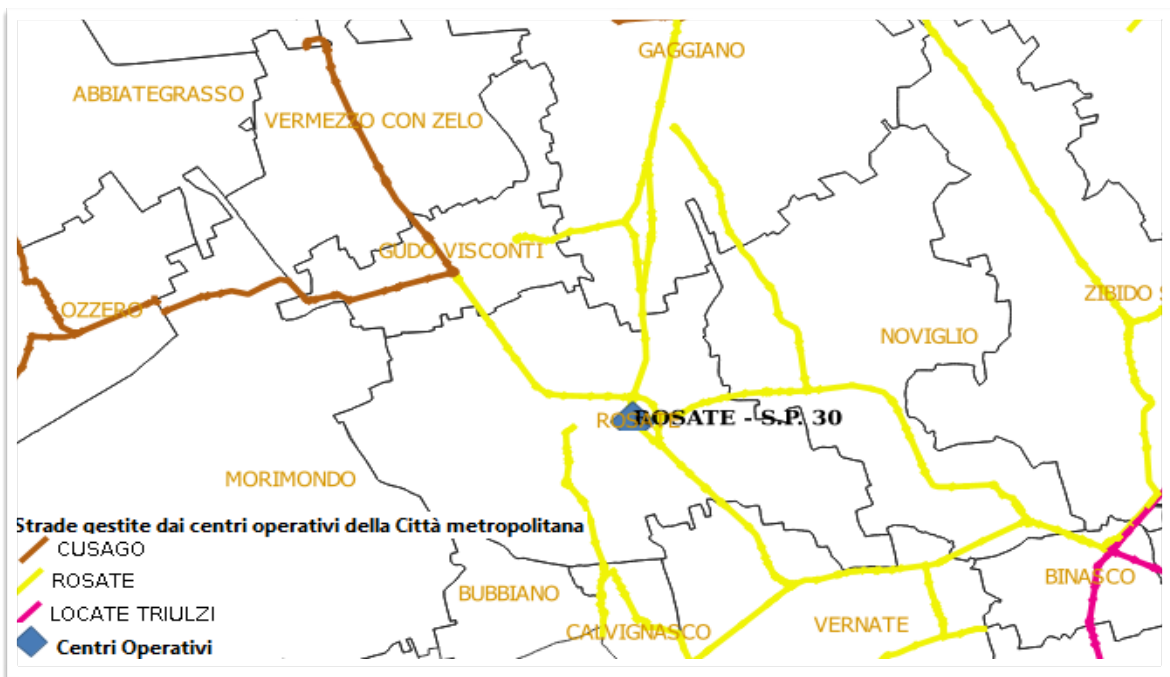 GAGGIANO
ABBIATEGRASSO
VERMEZZO CON ZELO
GUDO VISCONTI
ZIBIDO S
OZZERO
NOVIGLIO
ROSATE
ROSATE - S.P. 30
MORIMONDO
Strade gestite dai centri operativi della Città metropolitana
CUSAGO
ROSATE
LOCATE TRIULZI
Centri Operativi
BINASCO
BUBBIANO
CALVIGNASCO
VERNATE